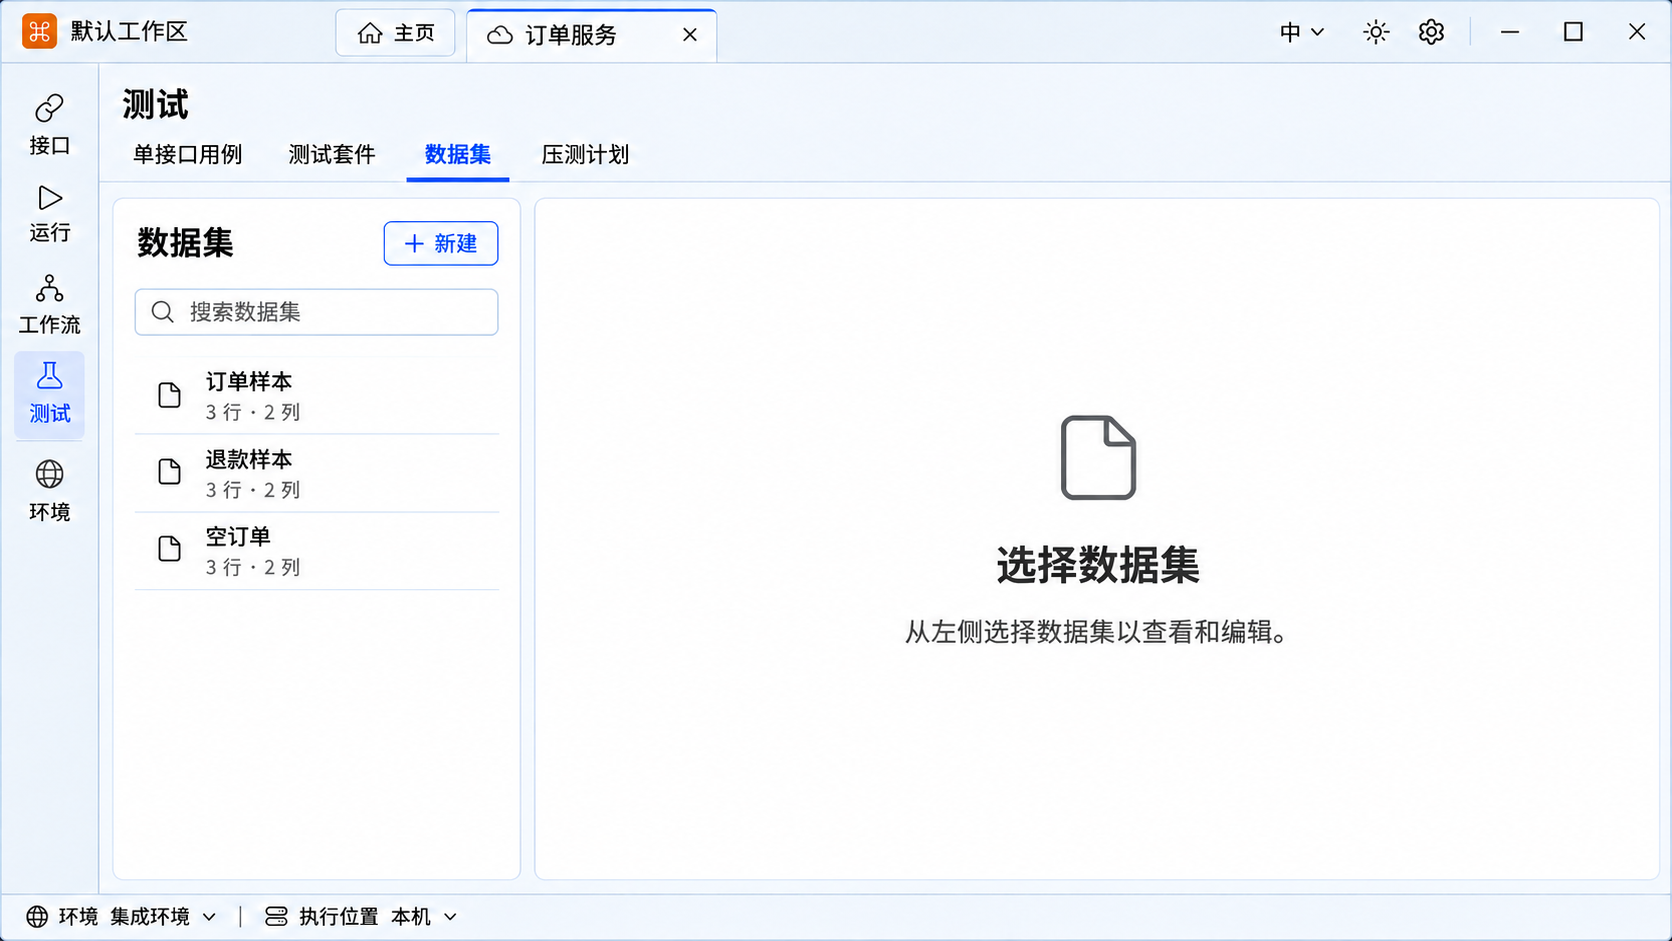 默认工作区
主页
订单服务
中
接口
运行
工作流
测试
环境
测试
单接口用例 测试套件 数据集 压测计划
数据集
新建
搜索数据集
订单样本
3 行 · 2 列
退款样本
3 行 · 2 列
空订单
3 行 · 2 列
选择数据集
从左侧选择数据集以查看和编辑。
环境 集成环境 | 执行位置 本机